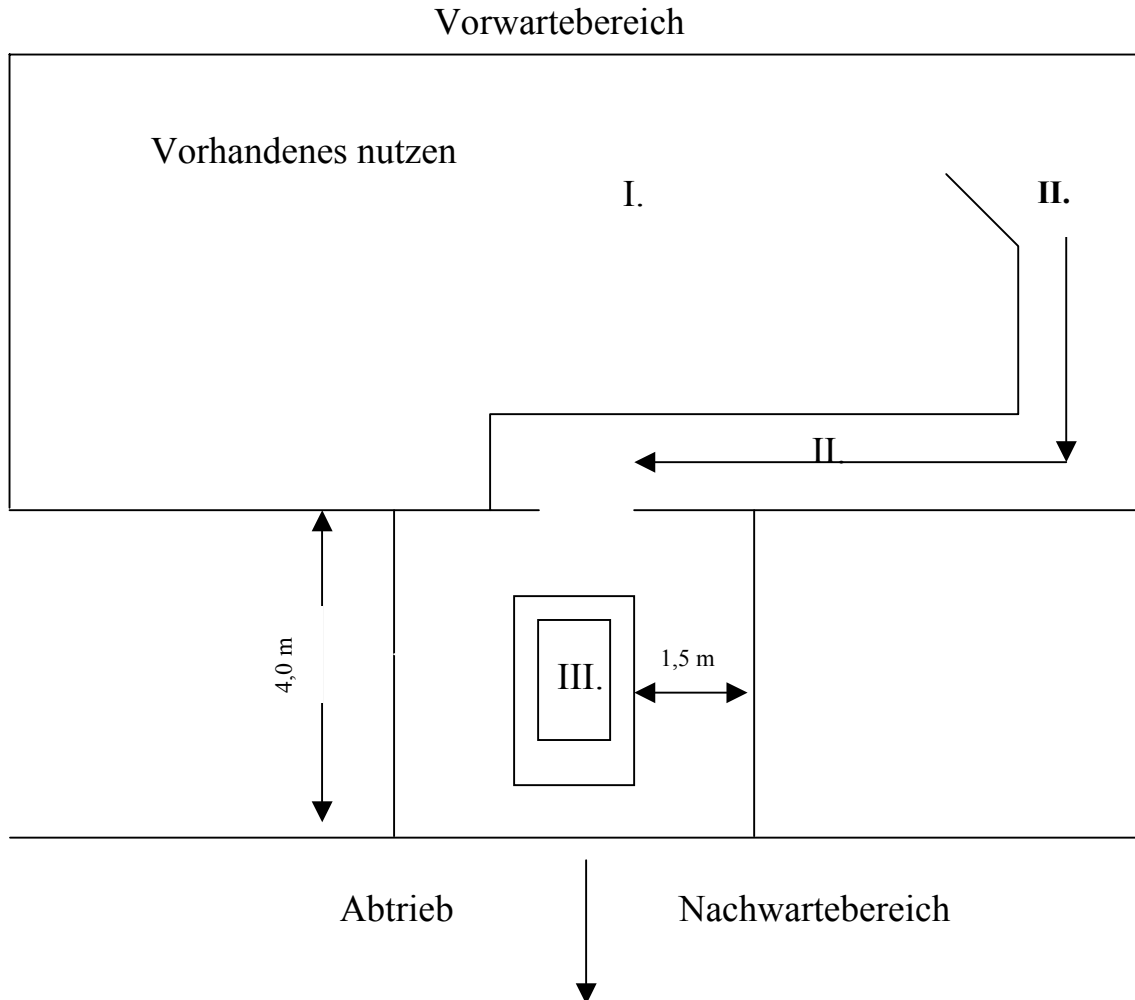 Vorwartebereich
Vorhandenes nutzen
I.
II.
II.
4,0 m
III.
1,5 m
Abtrieb
Nachwartebereich